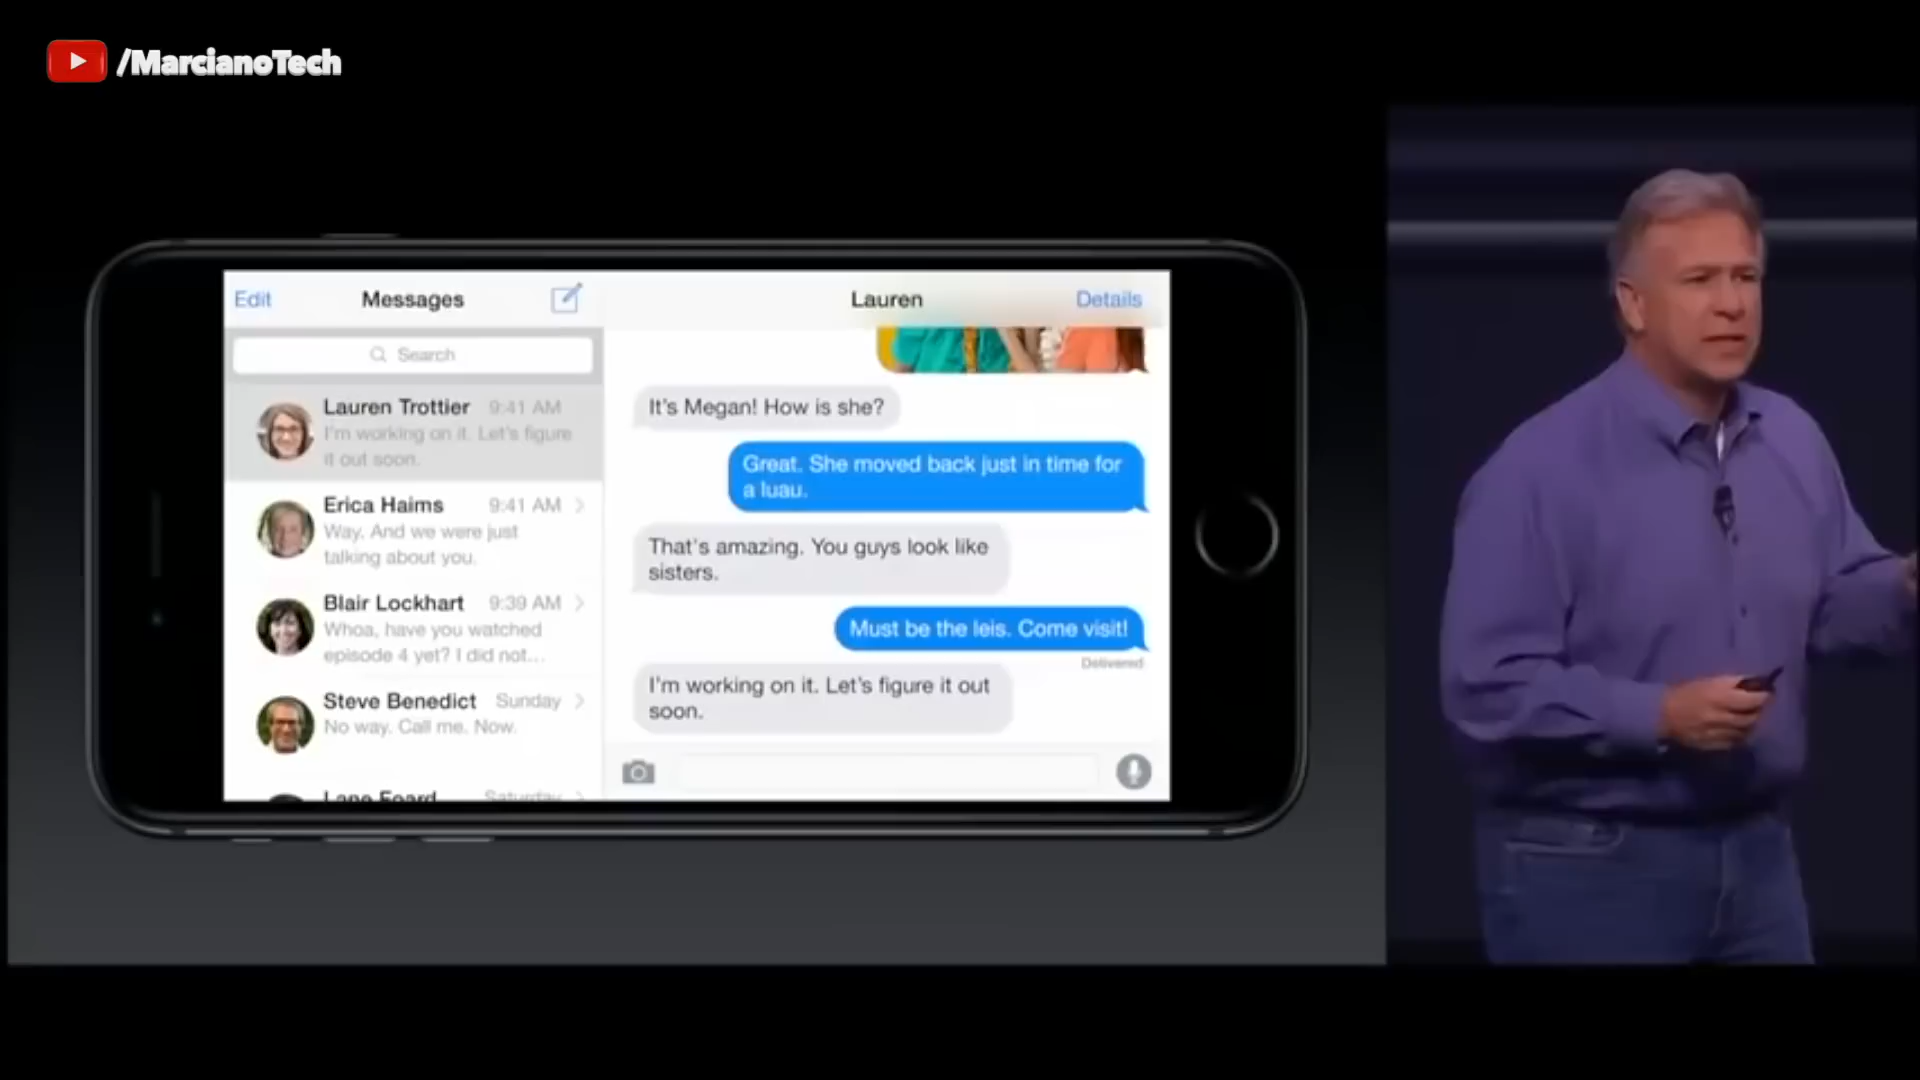 /MarcianoTech
Edit
Messages
Search
Lauren Trottier 9:41 AM
I'm working on it. Let's figure
it out soon.
Erica Haims 9:41 AM
Way. And we were just
talking about you.
Blair Lockhart 9:39 AM
Whoa, have you watched
episode 4 yet? I did not...
Steve Benedict Sunday
No way. Call me. Now.
Lane Foard Saturday
Lauren
Details
It's Megan! How is she?
Great. She moved back just in time for
a luau.
That's amazing. You guys look like
sisters.
Must be the leis. Come visit!
Delivered
I'm working on it. Let's figure it out
soon.